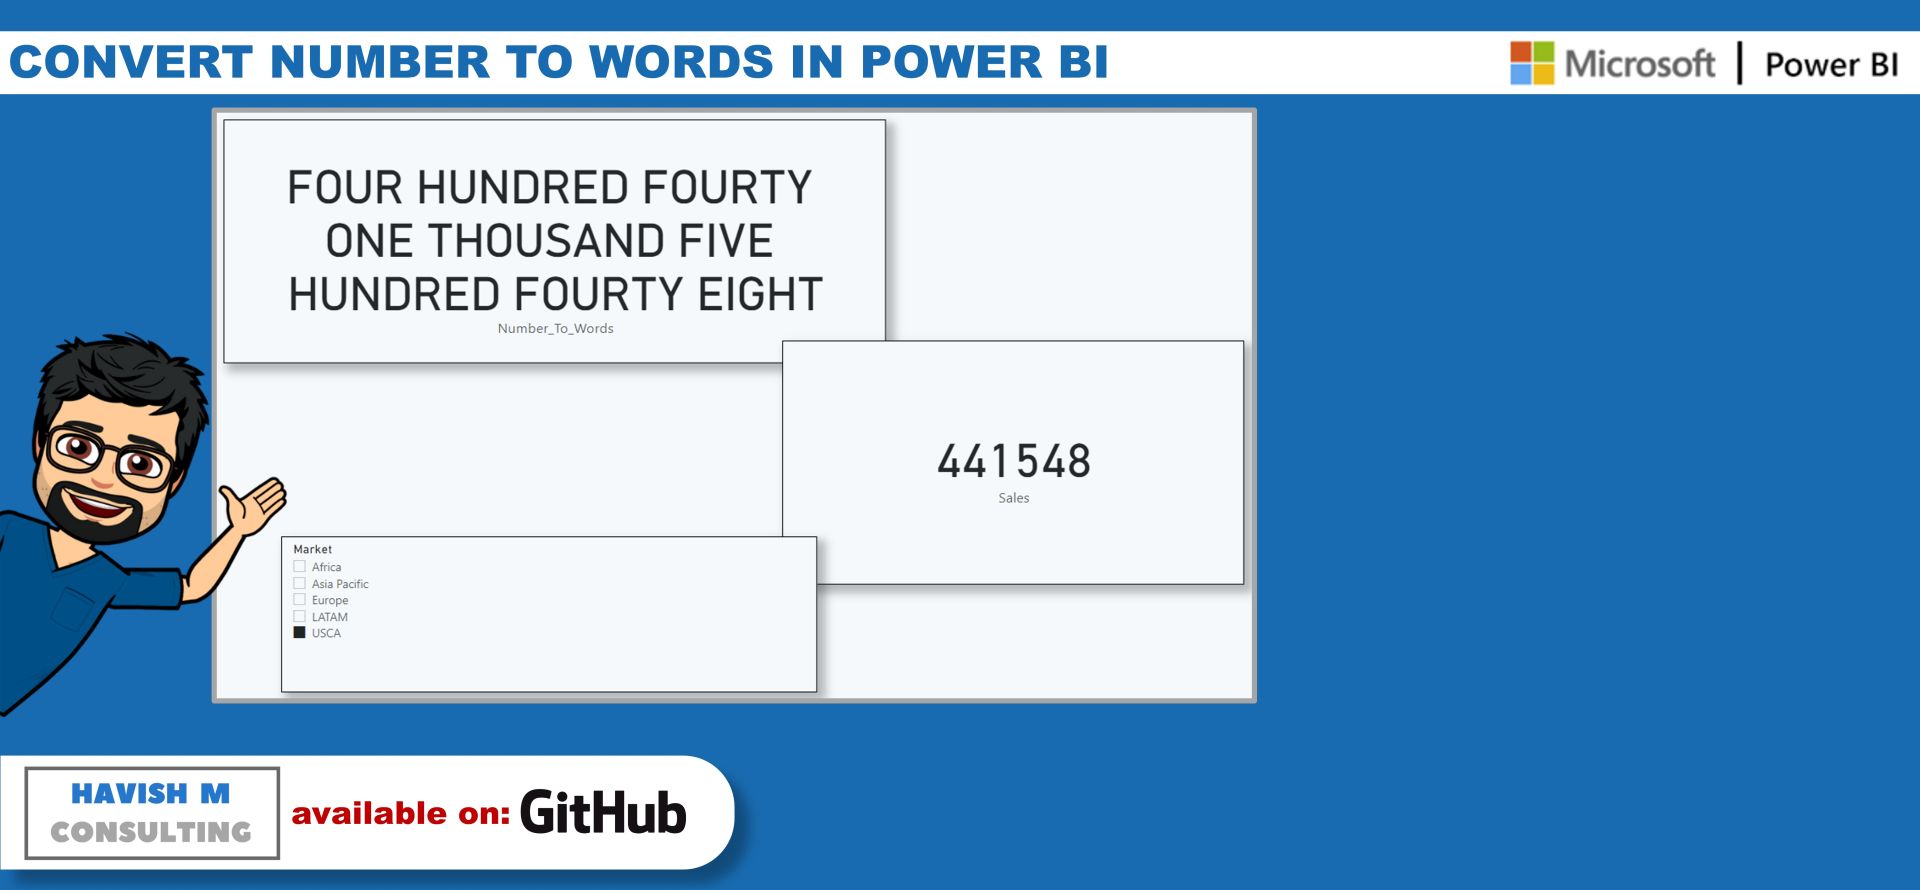 CONVERT NUMBER TO WORDS IN POWER BI
Microsoft | Power BI
FOUR HUNDRED FOURTY
ONE THOUSAND FIVE
HUNDRED FOURTY EIGHT
Number_To_Words
441548
Sales
Market
Africa
Asia Pacific
Europe
LATAM
USCA
HAVISH M
CONSULTING
available on: GitHub